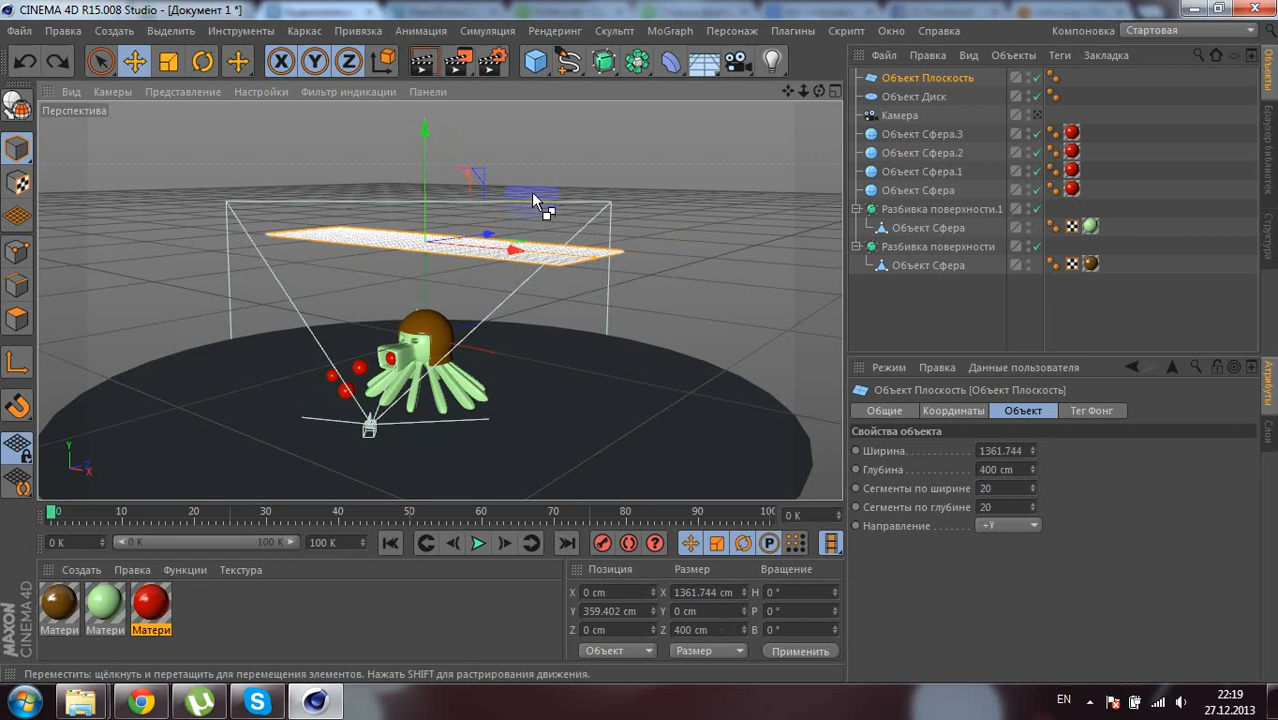 CINEMA 4D R15.008 Studio - [Документ 1 *]
Файл Правка Создать Выделить Инструменты Каркас Привязка Анимация Симуляция Рендеринг Скульпт MoGraph Персонаж Плагины Скрипт Окно Справка Компоновка Стартовая
X Y Z
Файл Правка Вид Объекты Теги Закладка
Вид Камеры Представление Настройки Фильтр индикации Панели
Перспектива
Объект Плоскость
Объект Диск
Камера
Объект Сфера.3
Объект Сфера.2
Объект Сфера.1
Объект Сфера
Разбивка поверхности.1
Объект Сфера
Разбивка поверхности
Объект Сфера
Объекты
Браузер библиотек
Структура
Режим Правка Данные пользователя
Объект Плоскость [Объект Плоскость]
Общие Координаты Объект Тег Фонг
Свойства объекта
Ширина 1361.744
Глубина 400 cm
Сегменты по ширине 20
Сегменты по глубине 20
Направление +Y
Атрибуты
Слои
Y
Z
X
0 10 20 30 40 50 60 70 80 90 10(
0 K
0 K 0 K 100 K 100 K
P
Создать Правка Функции Текстура
Матери Матери Матери
Позиция Размер Вращение
X 0 cm X 1361.744 cm H 0 °
Y 359.402 cm Y 0 cm P 0 °
Z 0 cm Z 400 cm B 0 °
Объект Размер Применить
MAXON
CINEMA 4D
Переместить: щёлкнуть и перетащить для перемещения элементов. Нажать SHIFT для растрирования движения.
EN
22:19
27.12.2013